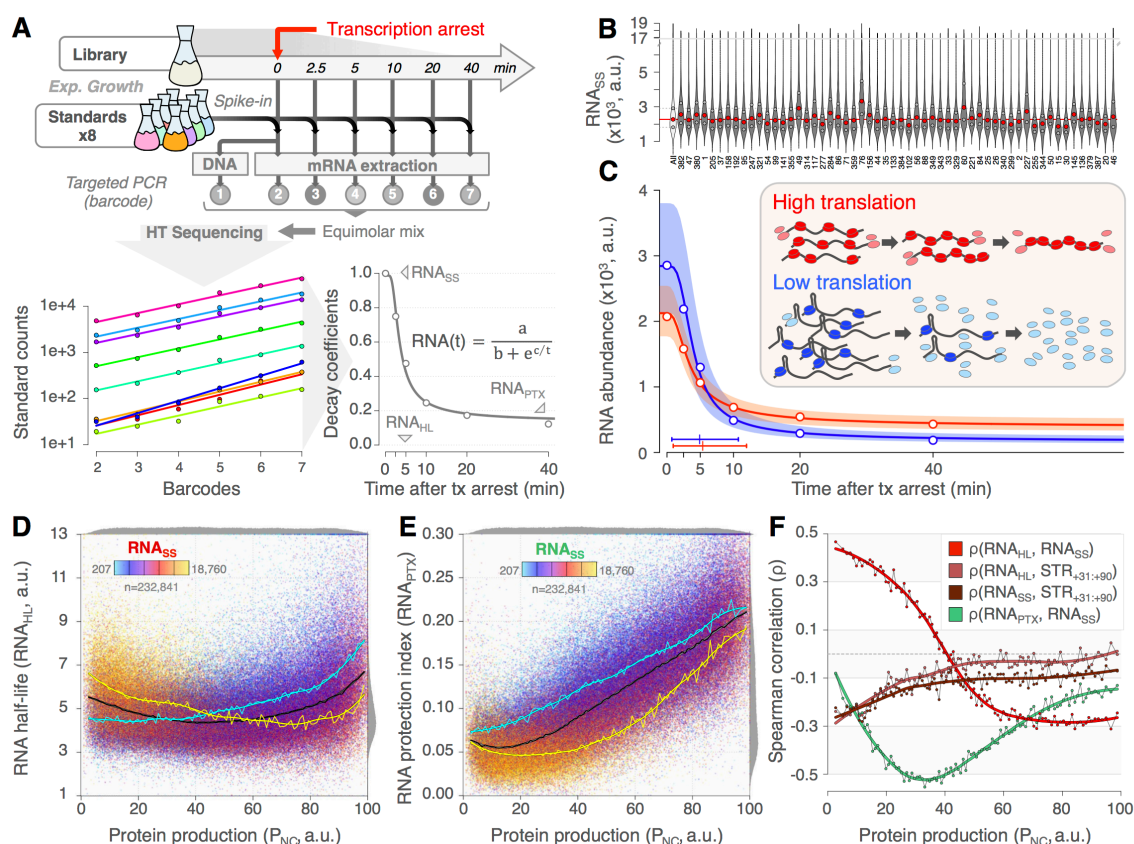 A
Transcription arrest
Library
0 2.5 5 10 20 40 min
Exp. Growth
Spike-in
Standards
x8
DNA
mRNA extraction
Targeted PCR
(barcode)
1 2 3 4 5 6 7
HT Sequencing
Equimolar mix
Standard counts
1e+4
1e+3
1e+2
1e+1
2 3 4 5 6 7
Barcodes
Decay coefficients
1.0
0.8
0.6
0.4
0.2
0.0
RNASS
RNA(t) = a / b + e^c/t
RNAPTX
RNAHL
0 5 10 20 40
Time after tx arrest (min)
B
RNASS
(x10³, a.u.)
19
17
3
2
1
All
C
RNA abundance (x10³, a.u.)
4
3
2
1
0
High translation
Low translation
0 5 10 20 40
Time after tx arrest (min)
D
RNA half-life (RNAHL, a.u.)
13
11
9
7
5
3
1
RNASS
207 18,760
n=232,841
0 20 40 60 80 100
Protein production (PNC, a.u.)
E
RNA protection index (RNAPTX)
0.30
0.25
0.20
0.15
0.10
0.05
0.00
RNASS
207 18,760
n=232,841
0 20 40 60 80 100
Protein production (PNC, a.u.)
F
Spearman correlation (ρ)
0.5
0.3
0.1
-0.1
-0.3
-0.5
ρ(RNAHL, RNASS)
ρ(RNAHL, STR+31:+90)
ρ(RNASS, STR+31:+90)
ρ(RNAPTX, RNASS)
0 20 40 60 80 100
Protein production (PNC, a.u.)